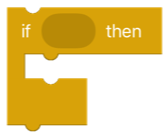 if then